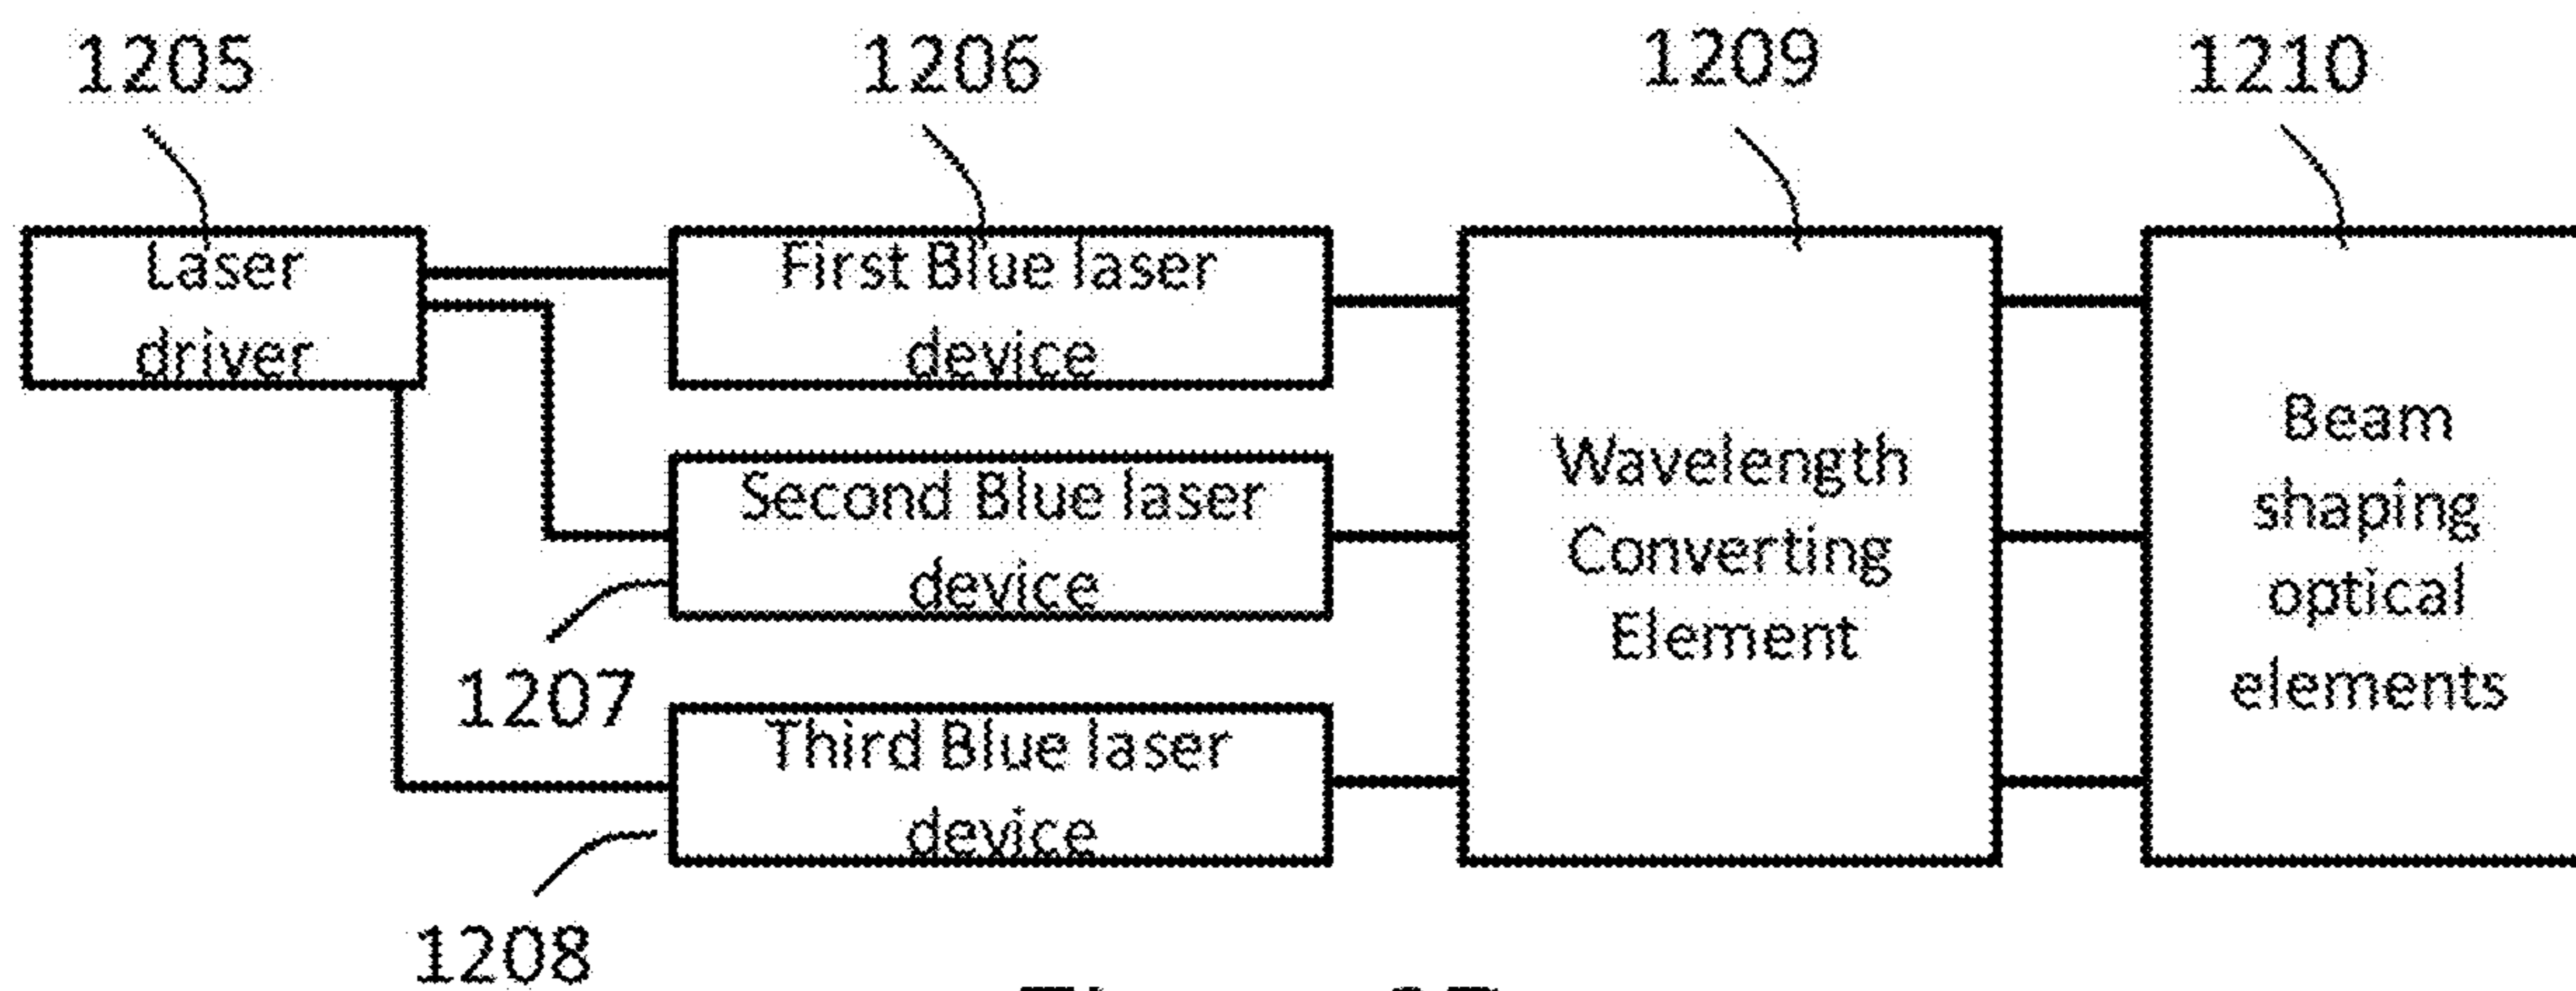 1205
1206
1209
1210
Laser
driver
First Blue laser
device
Second Blue laser
device
1207
Third Blue laser
device
1208
Wavelength
Converting
Element
Beam
shaping
optical
elements